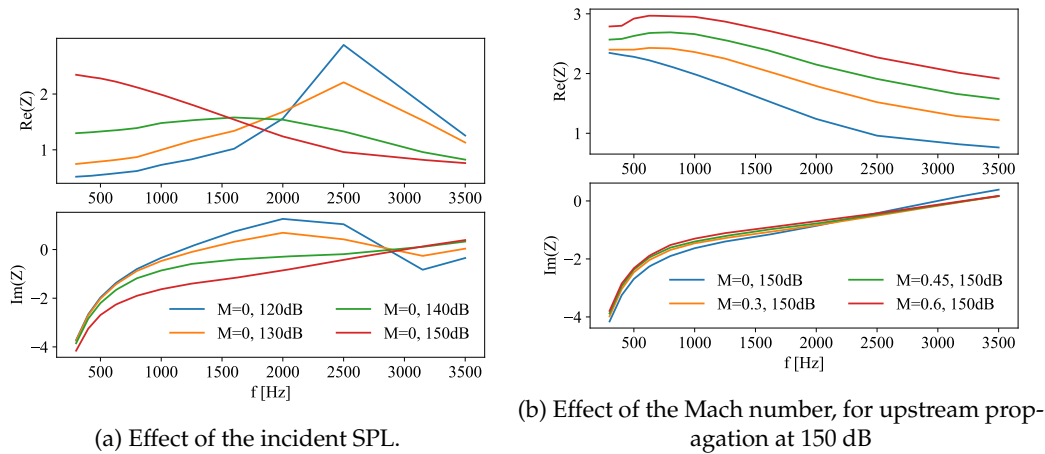 Re(Z)
2
1
500
1000
1500
2000
2500
3000
3500
Im(Z)
0
−2
−4
M=0, 120dB
M=0, 140dB
M=0, 130dB
M=0, 150dB
500
1000
1500
2000
2500
3000
3500
f [Hz]
(a) Effect of the incident SPL.
Re(Z)
3
2
1
500
1000
1500
2000
2500
3000
3500
Im(Z)
0
−2
−4
M=0, 150dB
M=0.45, 150dB
M=0.3, 150dB
M=0.6, 150dB
500
1000
1500
2000
2500
3000
3500
f [Hz]
(b) Effect of the Mach number, for upstream prop-
agation at 150 dB